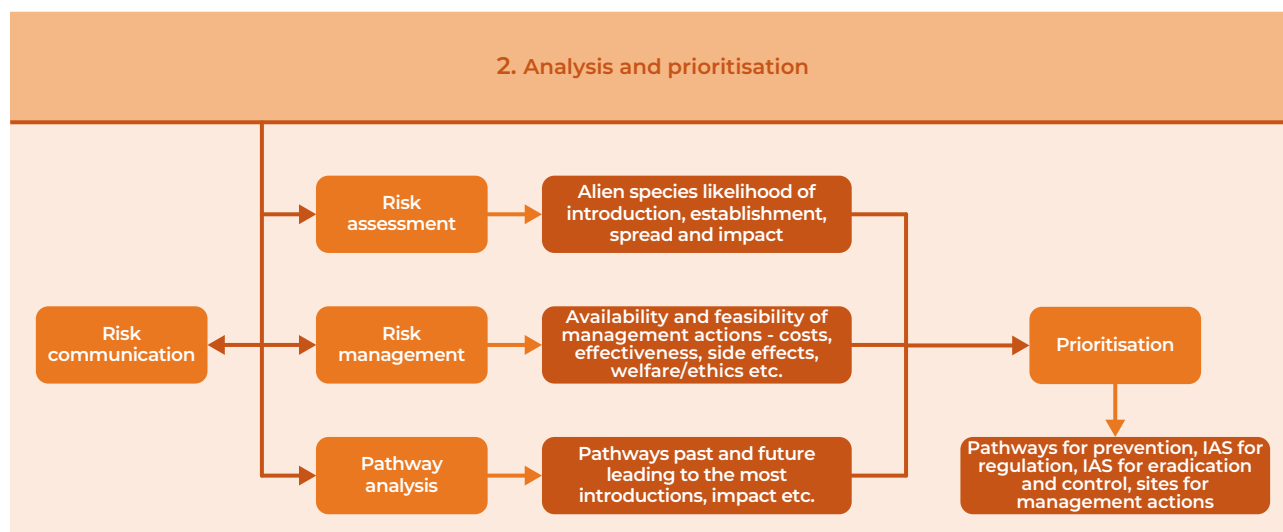 2. Analysis and prioritisation
Risk
assessment
Alien species likelihood of
introduction, establishment,
spread and impact
Risk
communication
Risk
management
Availability and feasibility of
management actions - costs,
effectiveness, side effects,
welfare/ethics etc.
Prioritisation
Pathway
analysis
Pathways past and future
leading to the most
introductions, impact etc.
Pathways for prevention, IAS for
regulation, IAS for eradication
and control, sites for
management actions